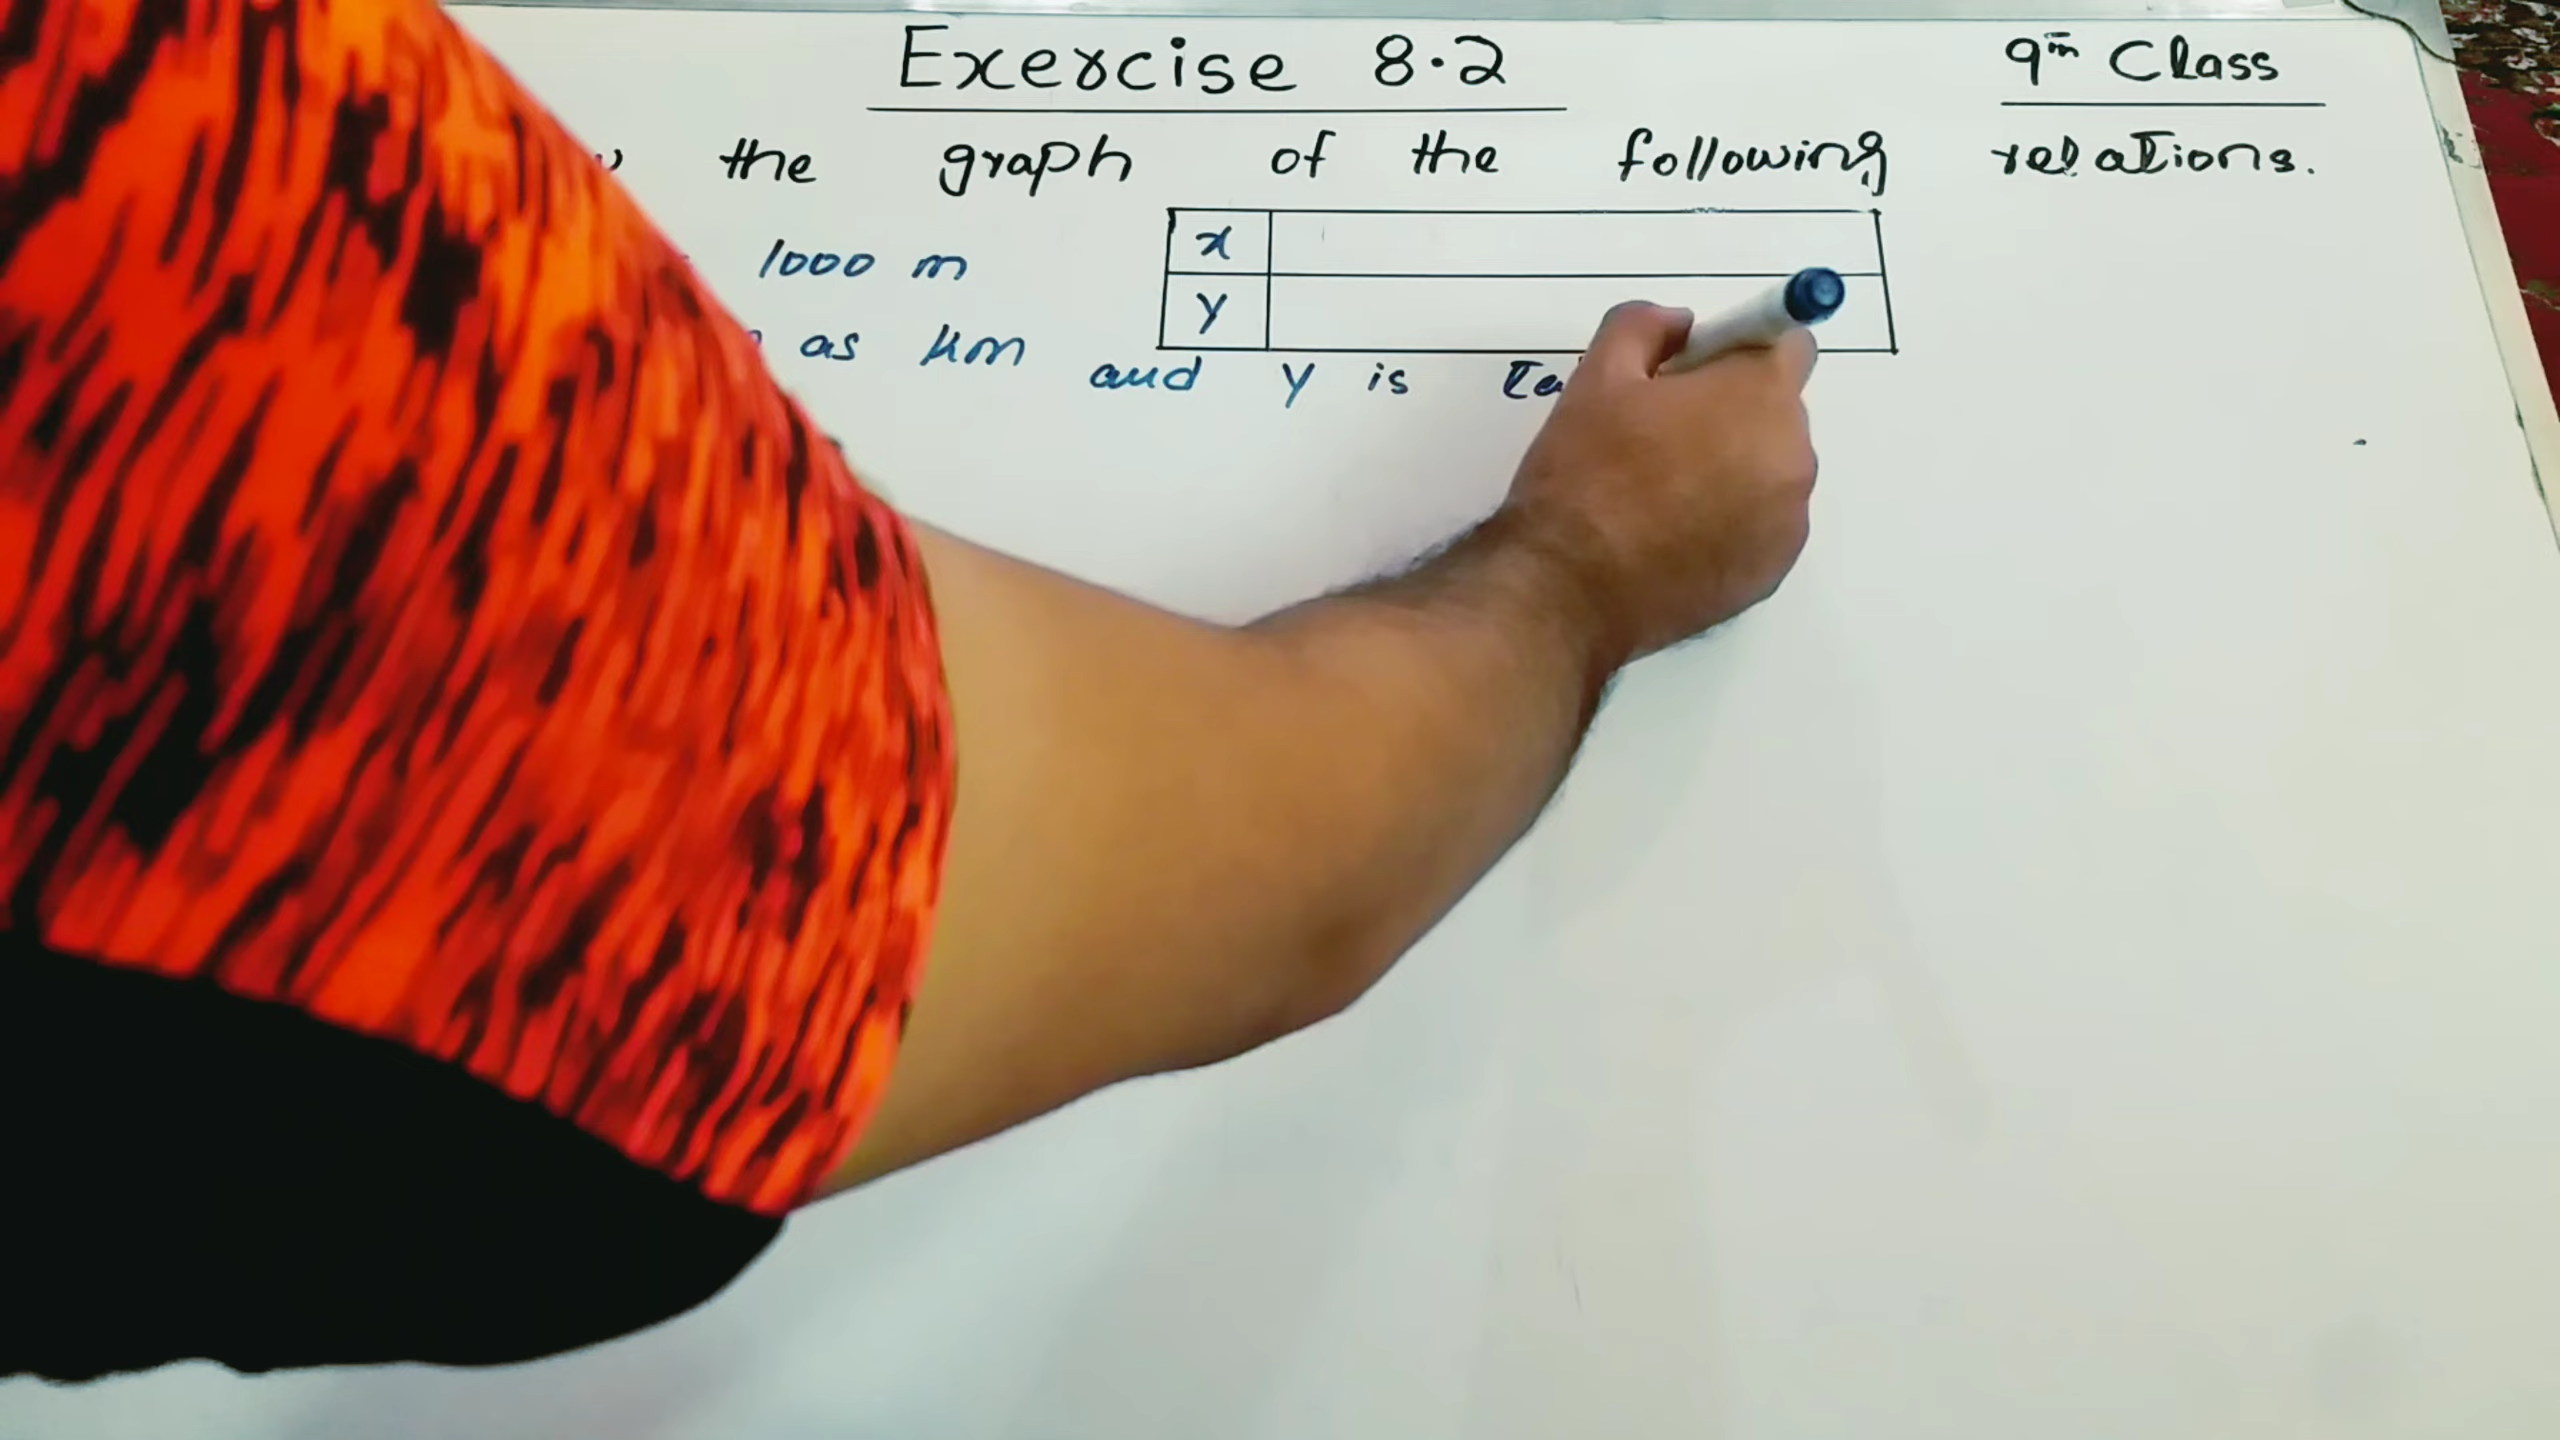 Exercise 8.2
9th Class
the graph of the following relations.
1000 m
x
y
as km and y is